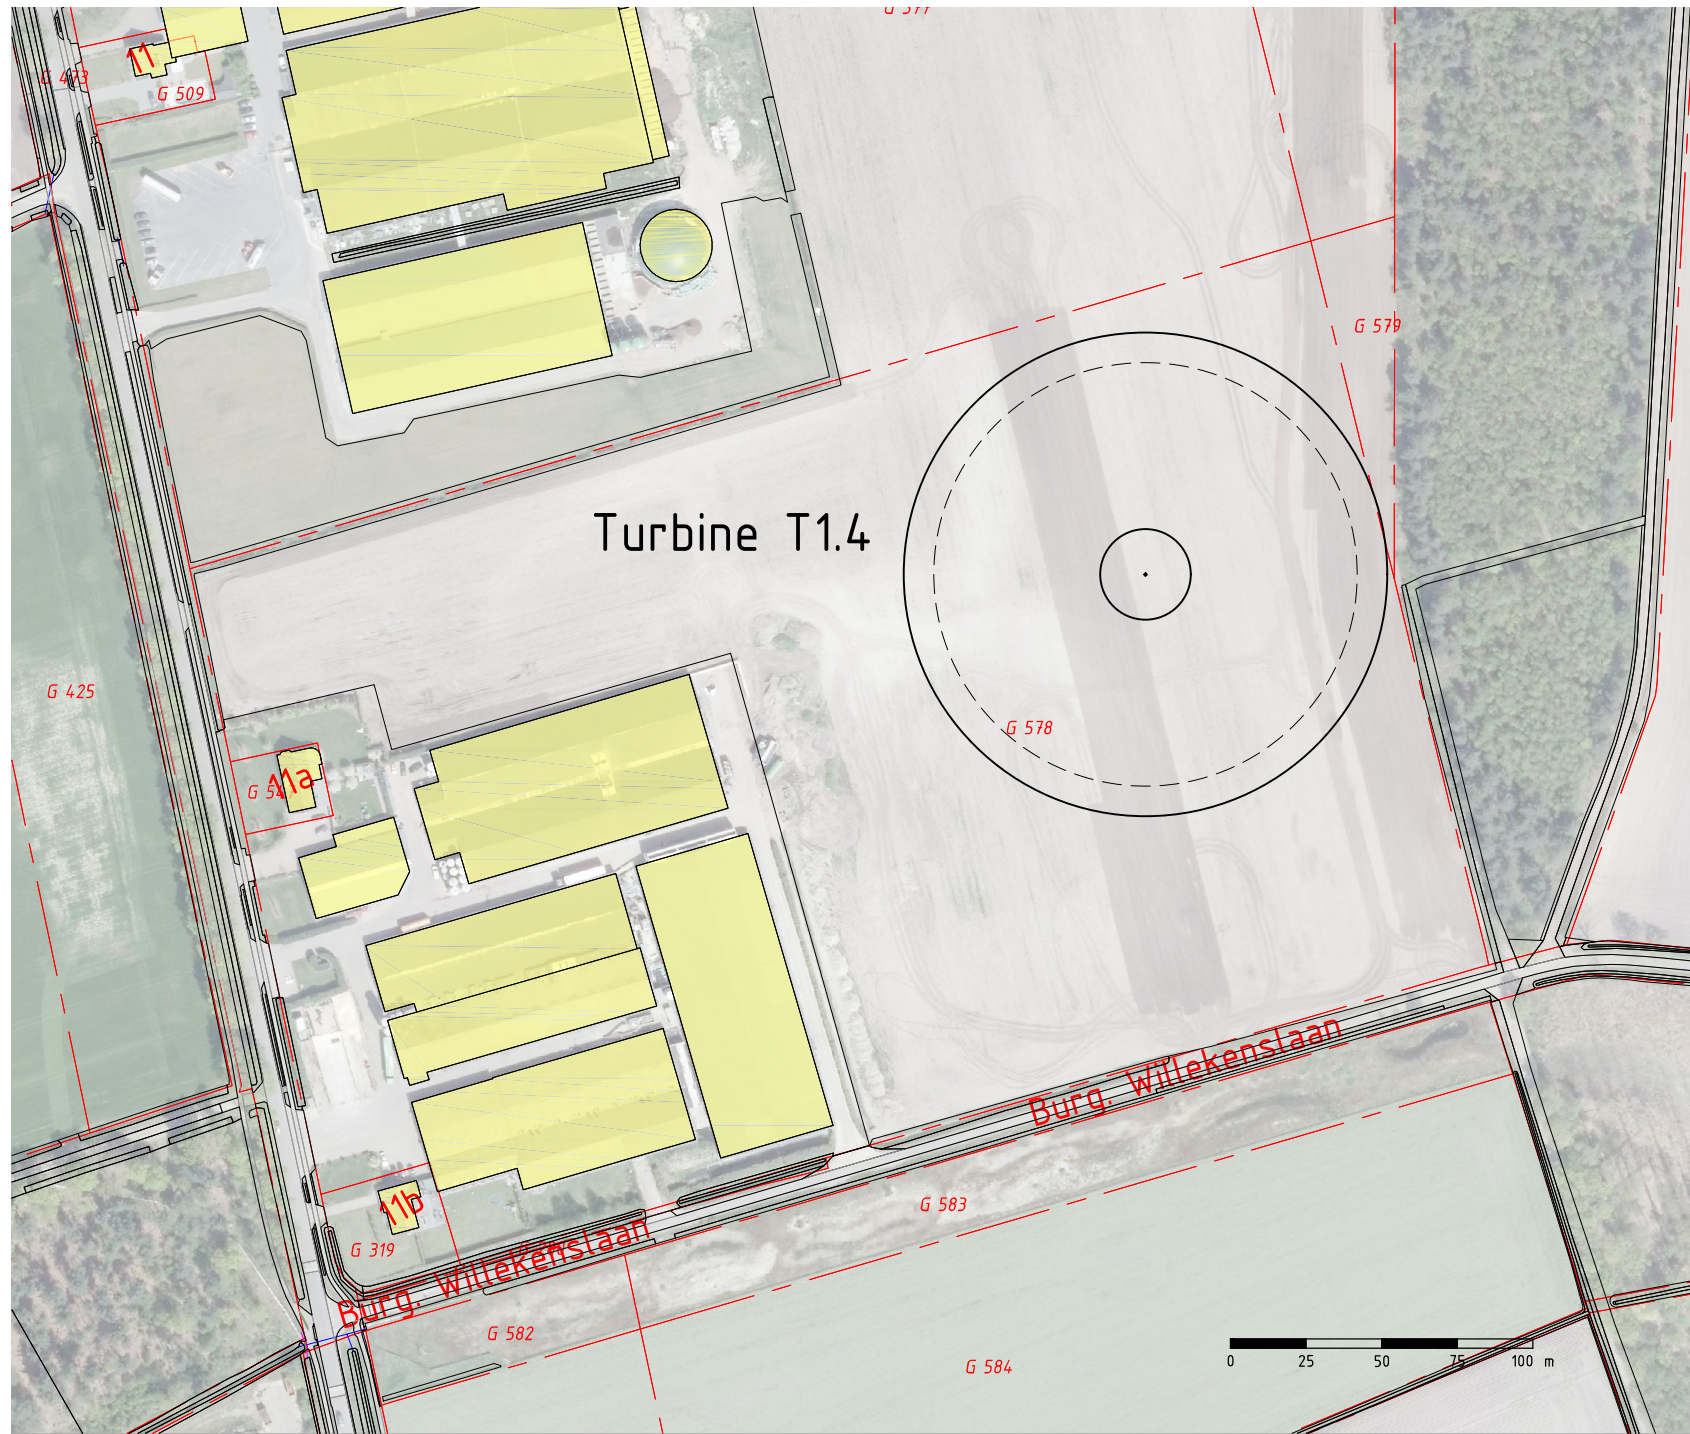 11
G 473
G 509
G 579
Turbine T1.4
G 425
G 578
11a
Burg. Willekenslaan
11b
G 583
G 319
Burg. Willekenslaan
G 582
G 584
0 25 50 75 100 m